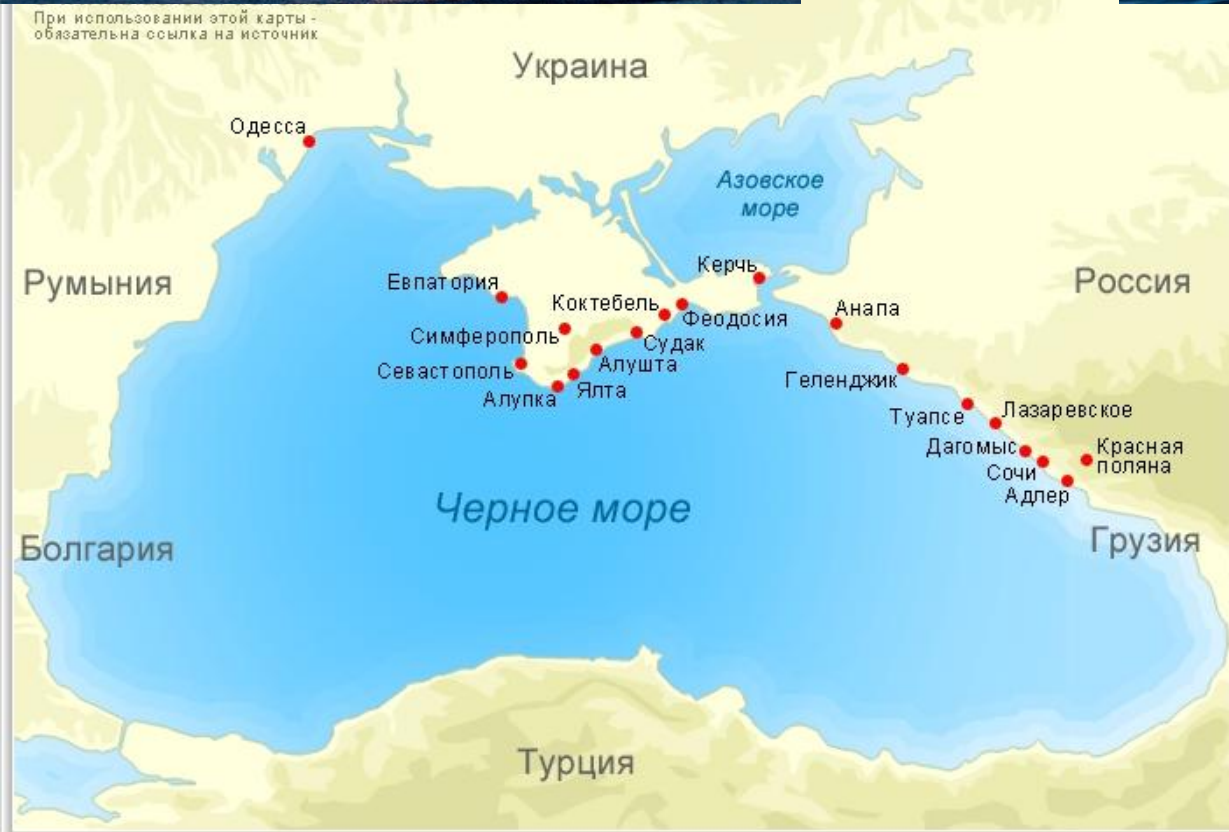 При использовании этой карты -
обязательна ссылка на источник
Украина
Одесса
Азовское
море
Румыния
Керчь
Россия
Евпатория
Коктебель
Феодосия
Анапа
Симферополь
Судак
Севастополь
Алушта
Геленджик
Алупка
Ялта
Туапсе
Лазаревское
Дагомыс
Красная
поляна
Сочи
Адлер
Черное море
Болгария
Грузия
Турция